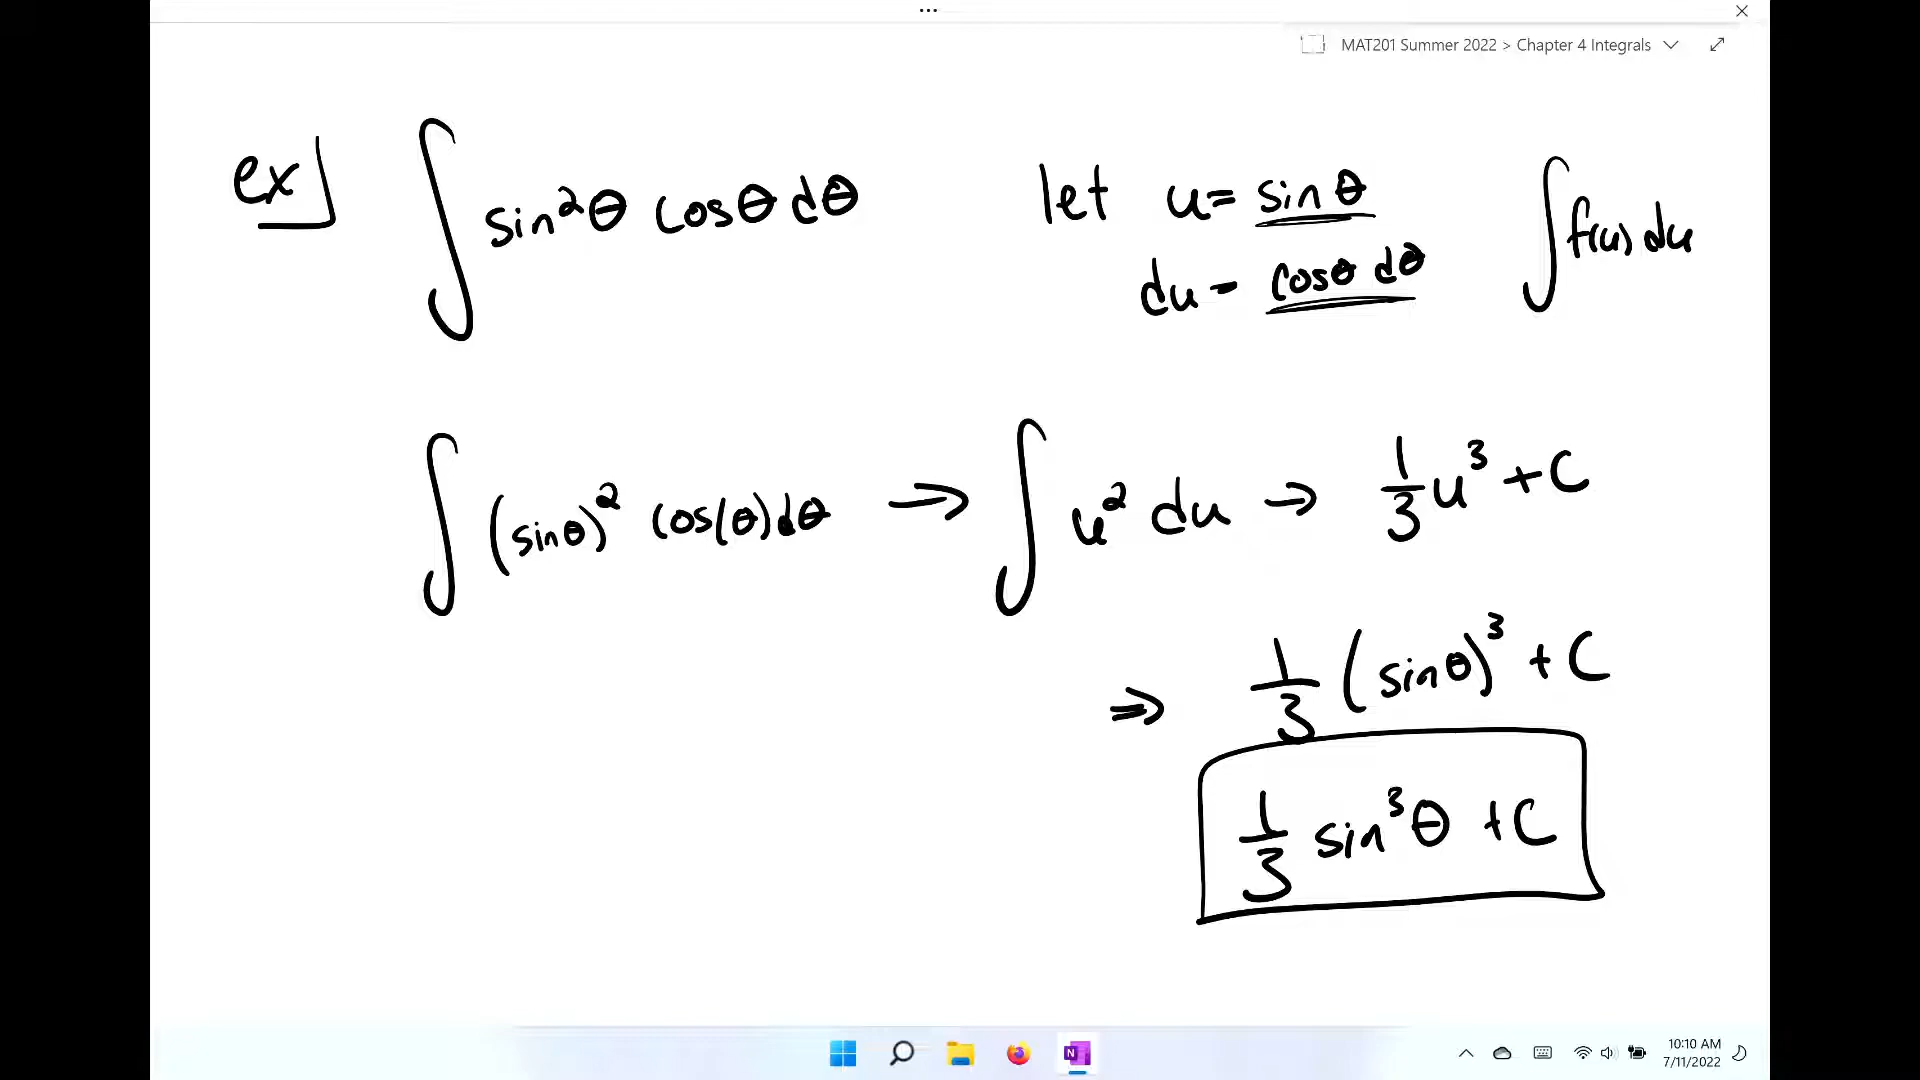 ...
MAT201 Summer 2022 > Chapter 4 Integrals
ex] ∫ sin²θ cosθ dθ
let u = sinθ
du = cosθ dθ
∫ f(u) du
∫ (sinθ)² cos(θ) dθ → ∫ u² du → 1/3 u³ + C
⇒ 1/3 (sinθ)³ + C
1/3 sin³θ + C
10:10 AM
7/11/2022